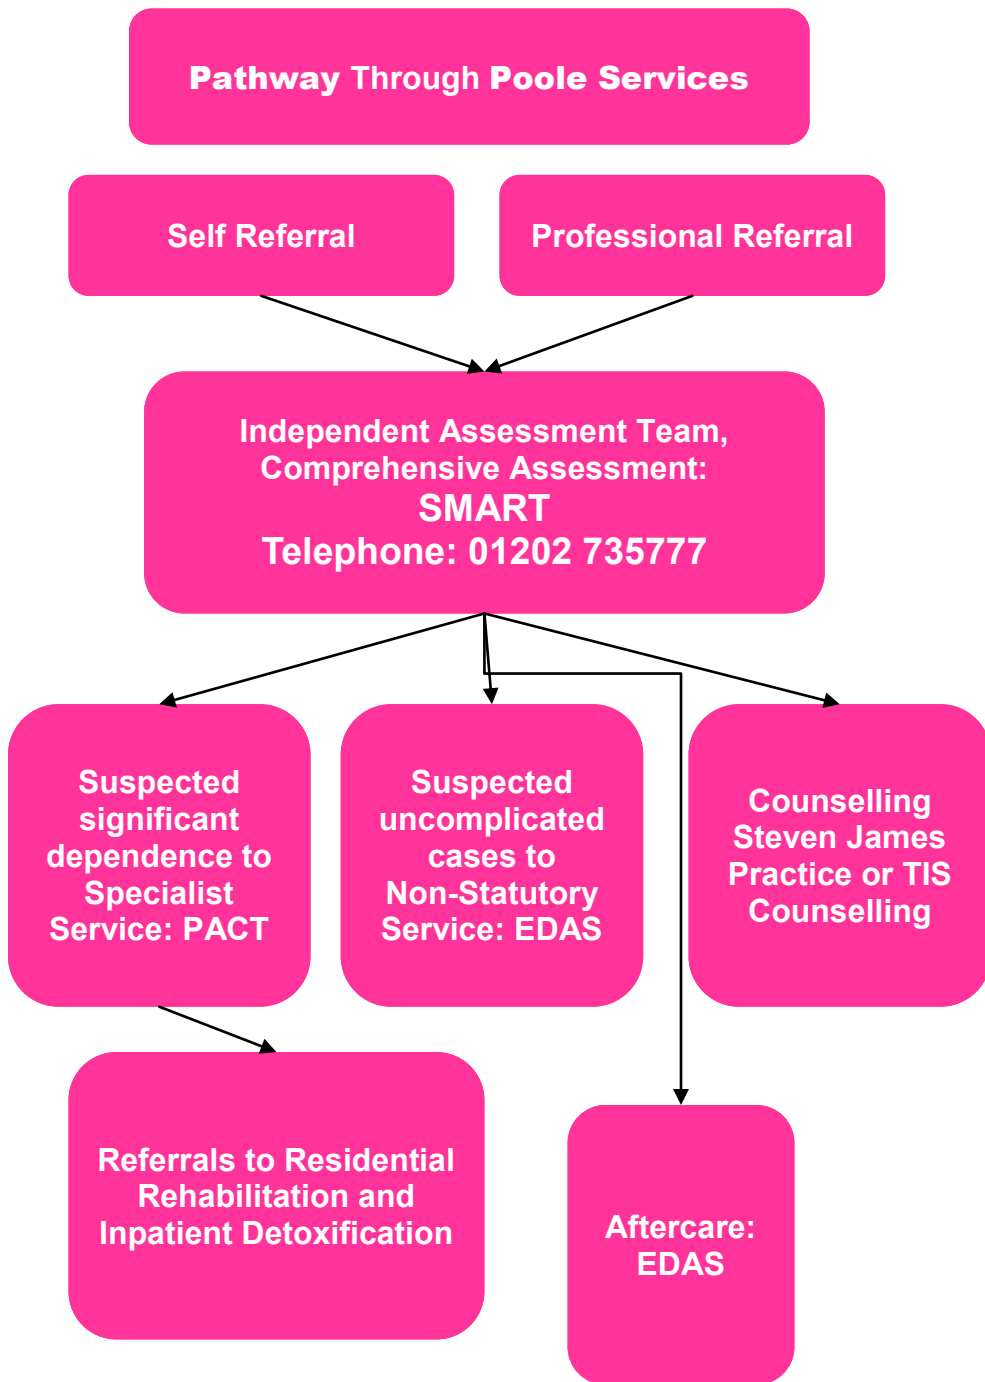 Pathway Through Poole Services
Self Referral
Professional Referral
Independent Assessment Team,
Comprehensive Assessment:
SMART
Telephone: 01202 735777
Suspected
significant
dependence to
Specialist
Service: PACT
Suspected
uncomplicated
cases to
Non-Statutory
Service: EDAS
Counselling
Steven James
Practice or TIS
Counselling
Referrals to Residential
Rehabilitation and
Inpatient Detoxification
Aftercare:
EDAS